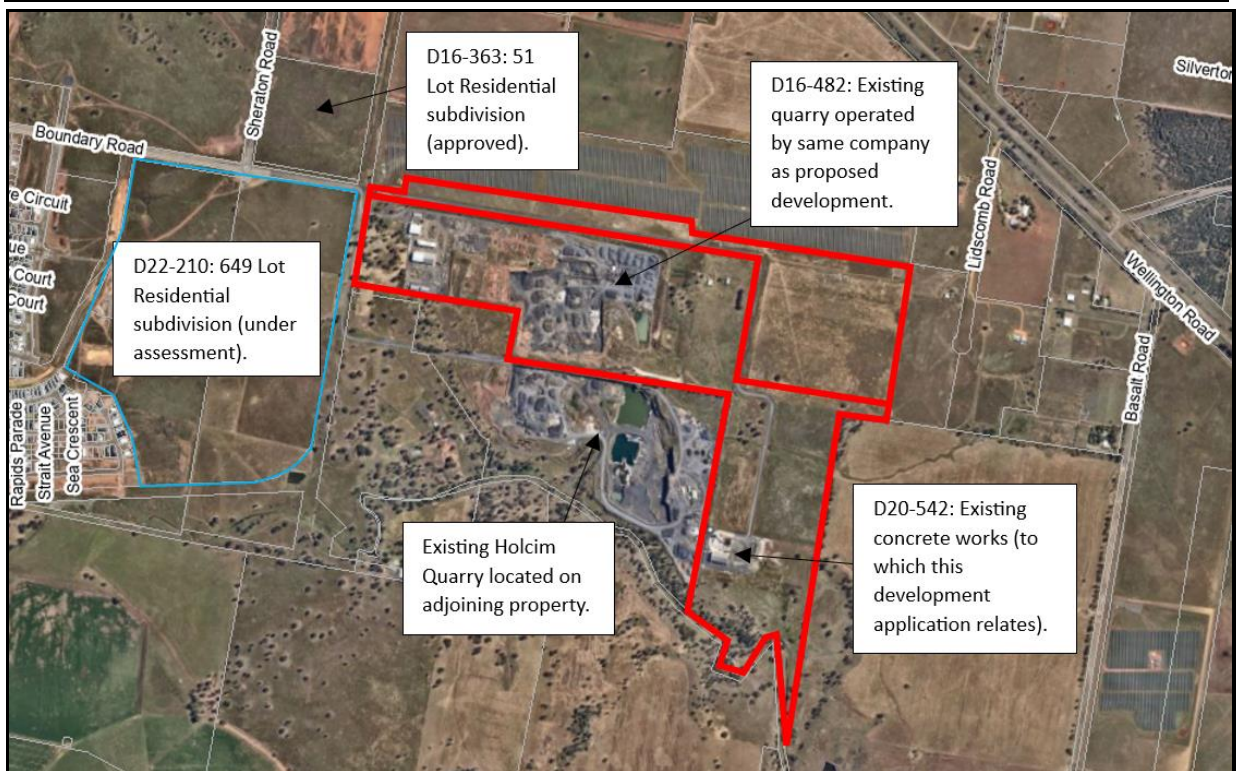 D16-363: 51
Lot Residential
subdivision
(approved).
D16-482: Existing
quarry operated
by same company
as proposed
development.
Silverto
Sheraton Road
Boundary Road
Lidscomb Road
e Circuit
ue
Court
Court
D22-210: 649 Lot
Residential
subdivision (under
assessment).
Wellington Road
Basalt Road
Rapids Parade
Strait Avenue
Sea Crescent
Existing Holcim
Quarry located on
adjoining property.
D20-542: Existing
concrete works (to
which this
development
application relates).